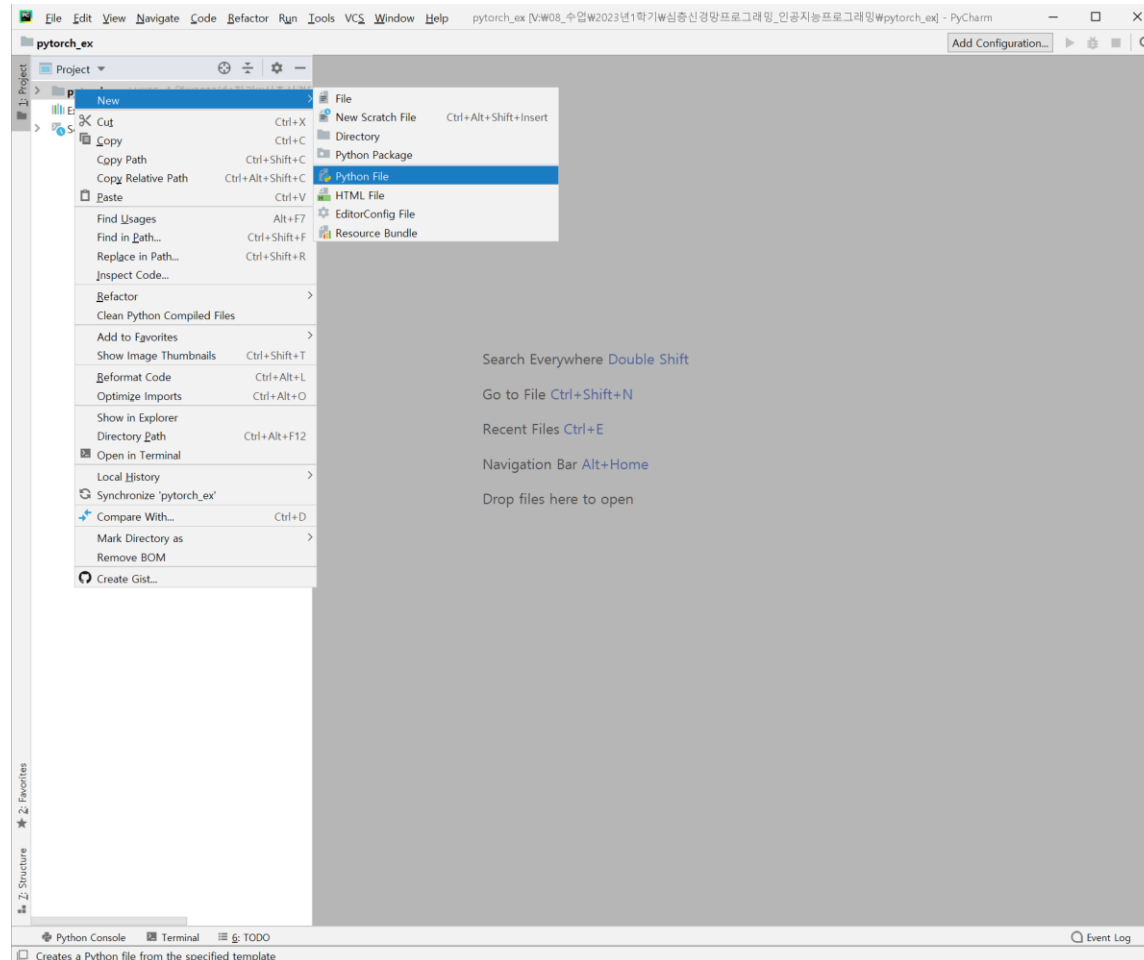 File Edit View Navigate Code Refactor Run Tools VCS Window Help pytorch_ex [V:₩08_수업₩2023년1학기₩심층신경망프로그래밍_인공지능프로그래밍₩pytorch_ex] - PyCharm
pytorch_ex
Add Configuration...
1: Project
Project
New
Cut Ctrl+X
Copy Ctrl+C
Copy Path Ctrl+Shift+C
Copy Relative Path Ctrl+Alt+Shift+C
Paste Ctrl+V
Find Usages Alt+F7
Find in Path... Ctrl+Shift+F
Replace in Path... Ctrl+Shift+R
Inspect Code...
Refactor
Clean Python Compiled Files
Add to Favorites
Show Image Thumbnails Ctrl+Shift+T
Reformat Code Ctrl+Alt+L
Optimize Imports Ctrl+Alt+O
Show in Explorer
Directory Path Ctrl+Alt+F12
Open in Terminal
Local History
Synchronize 'pytorch_ex'
Compare With... Ctrl+D
Mark Directory as
Remove BOM
Create Gist...
File
New Scratch File Ctrl+Alt+Shift+Insert
Directory
Python Package
Python File
HTML File
EditorConfig File
Resource Bundle
Search Everywhere Double Shift
Go to File Ctrl+Shift+N
Recent Files Ctrl+E
Navigation Bar Alt+Home
Drop files here to open
2: Favorites
7: Structure
Python Console Terminal 6: TODO
Event Log
Creates a Python file from the specified template